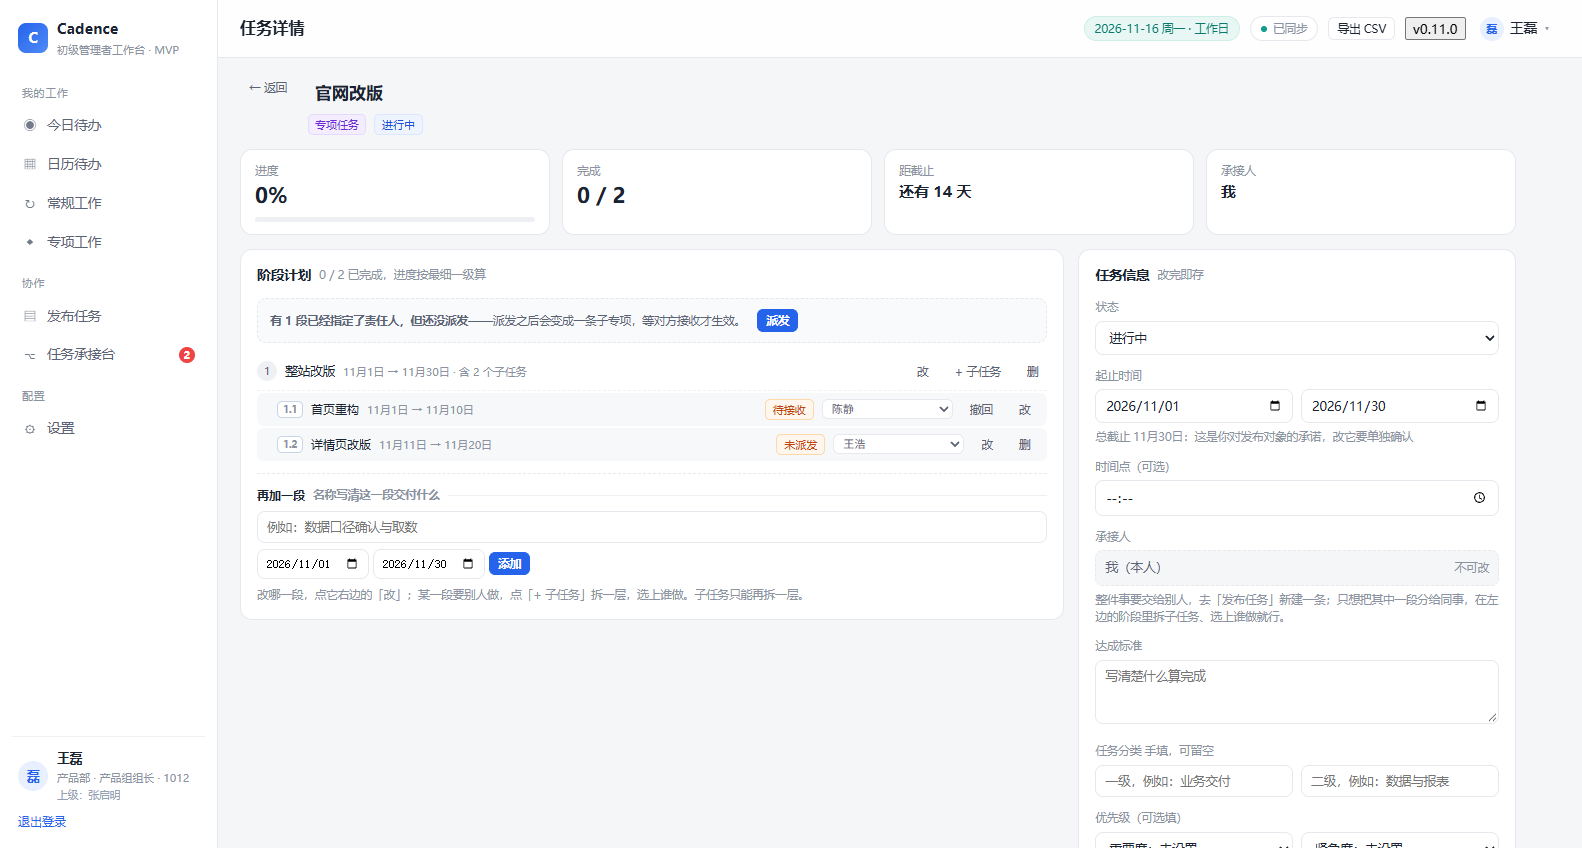 C
Cadence
初级管理者工作台 · MVP
我的工作
今日待办
日历待办
常规工作
专项工作
协作
发布任务
任务承接台
2
配置
设置
磊
王磊
产品部 · 产品组组长 · 1012
上级：张启明
退出登录
任务详情
2026-11-16 周一 · 工作日
已同步
导出 CSV
v0.11.0
磊
王磊
← 返回
官网改版
专项任务
进行中
进度
0%
完成
0 / 2
距截止
还有 14 天
承接人
我
阶段计划 0 / 2 已完成，进度按最细一级算
有 1 段已经指定了责任人，但还没派发——派发之后会变成一条子专项，等对方接收才生效。 派发
1 整站改版 11月1日 → 11月30日 · 含 2 个子任务 改 + 子任务 删
1.1 首页重构 11月1日 → 11月10日 待接收 陈静 撤回 改
1.2 详情页改版 11月11日 → 11月20日 未派发 王浩 改 删
再加一段 名称写清这一段交付什么
例如：数据口径确认与取数
2026/11/01 2026/11/30 添加
改哪一段，点它右边的「改」；某一段要别人做，点「+ 子任务」拆一层，选上谁做。子任务只能再拆一层。
任务信息 改完即存
状态
进行中
起止时间
2026/11/01 2026/11/30
总截止 11月30日：这是你对发布对象的承诺，改它要单独确认
时间点（可选）
--:--
承接人
我（本人） 不可改
整件事要交给别人，去「发布任务」新建一条；只想把其中一段分给同事，在左
边的阶段里拆子任务、选上谁做就行。
达成标准
写清楚什么算完成
任务分类 手填，可留空
一级，例如：业务交付 二级，例如：数据与报表
优先级（可选填）
重要度：未设置 紧急度：未设置